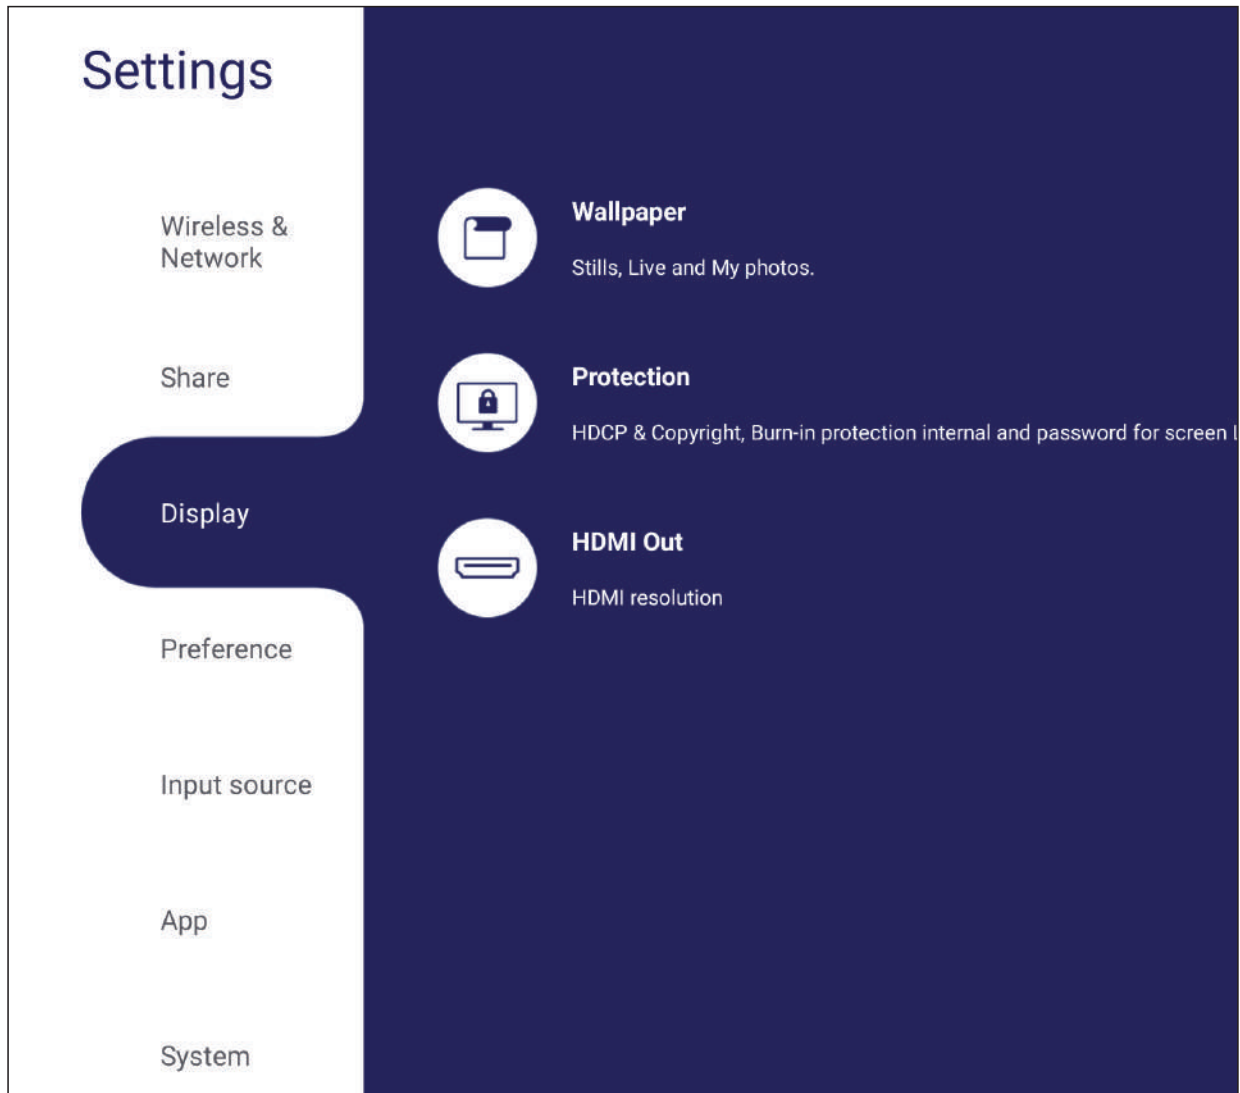 Settings
Wireless &
Network
Share
Display
Preference
Input source
App
System
Wallpaper
Stills, Live and My photos.
Protection
HDCP & Copyright, Burn-in protection internal and password for screen
HDMI Out
HDMI resolution